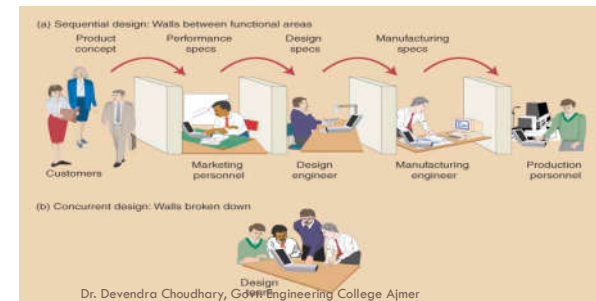 (a) Sequential design: Walls between functional areas
Product concept
Performance specs
Design specs
Manufacturing specs
Customers
Marketing personnel
Design engineer
Manufacturing engineer
Production personnel
(b) Concurrent design: Walls broken down
Design
Dr. Devendra Choudhary, Govt. Engineering College Ajmer